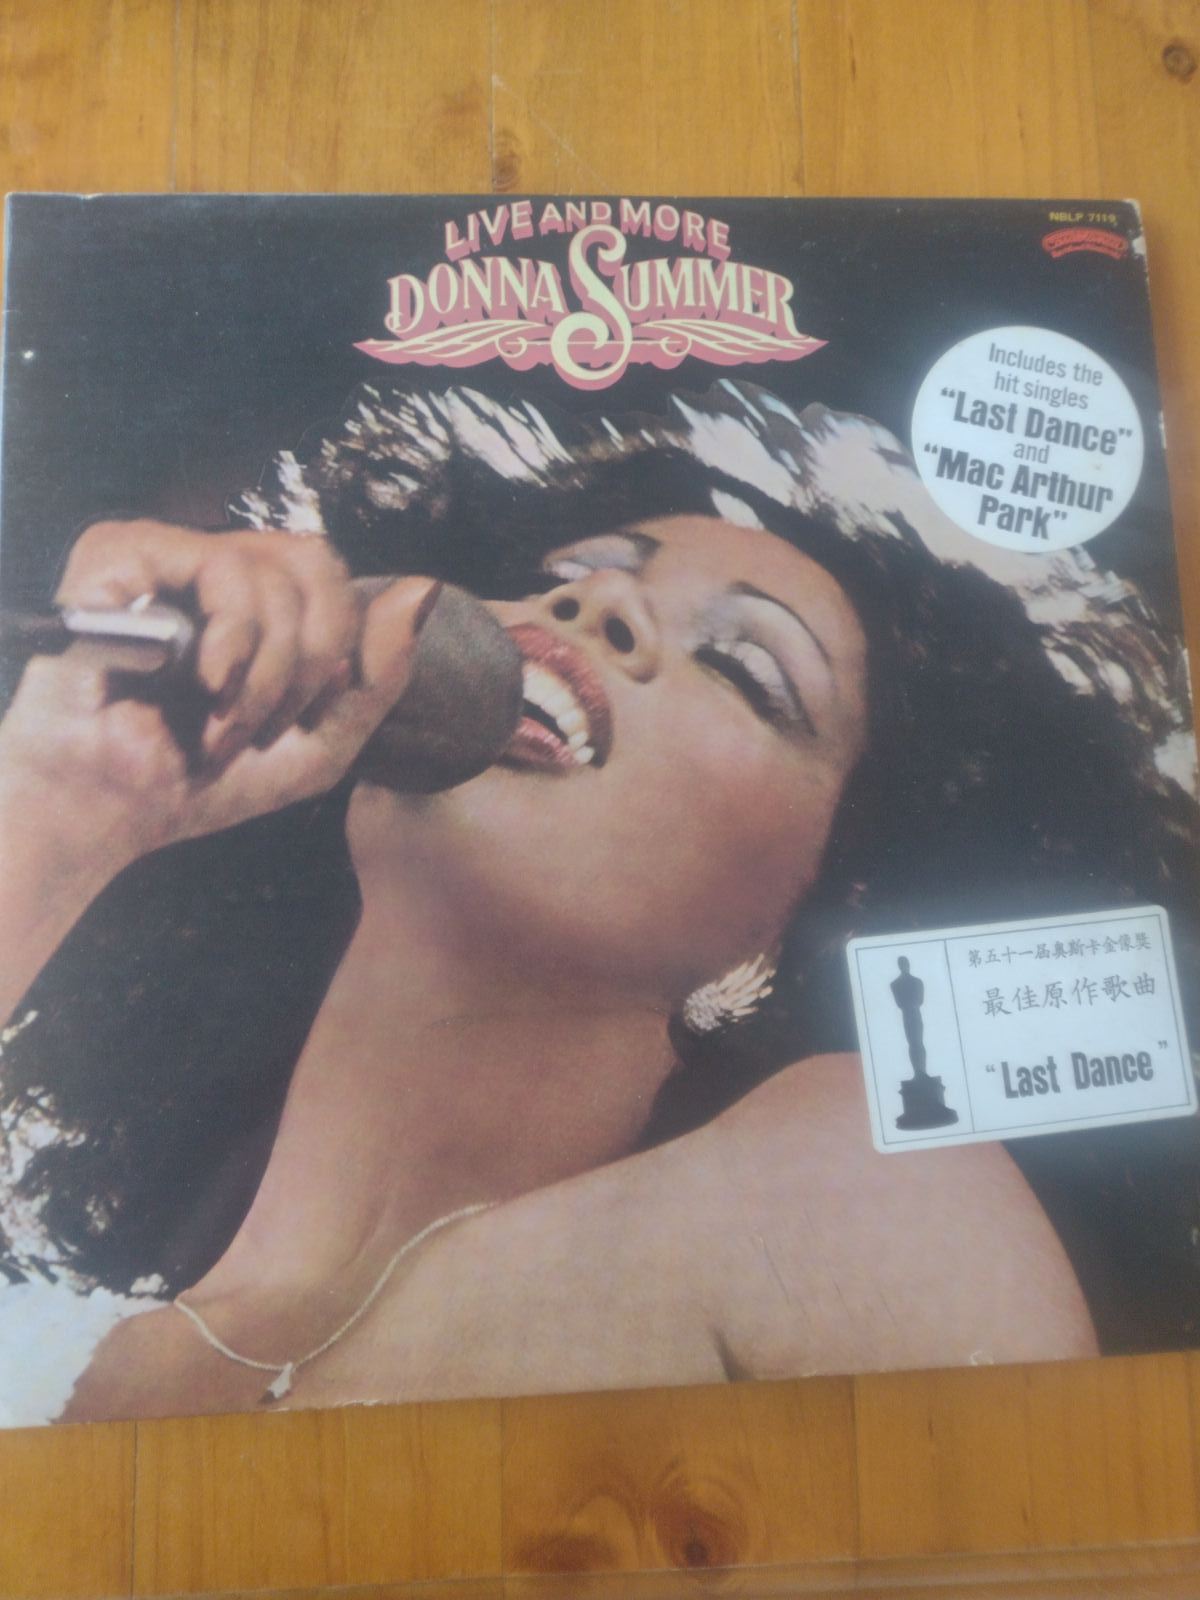 LIVE AND MORE
DONNA SUMMER
NBLP 7119
Includes the
hit singles
“Last Dance”
and
“Mac Arthur
Park”
第五十一屆奧斯卡金像獎
最佳原作歌曲
“Last Dance”